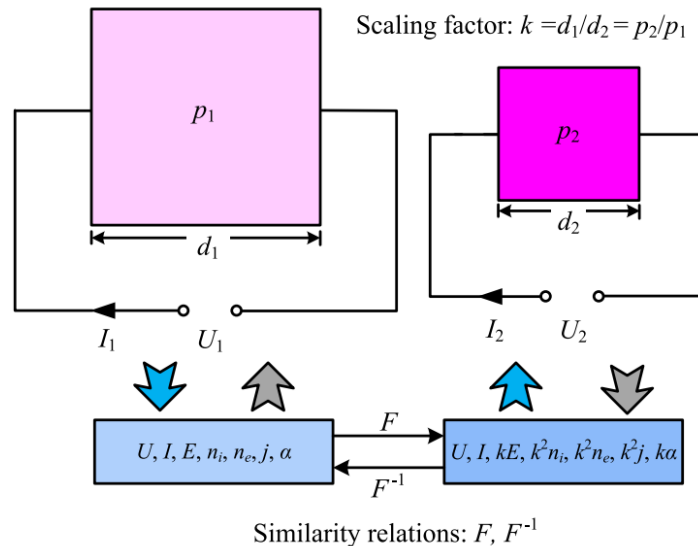 Scaling factor: k =d₁/d₂ = p₂/p₁
p₁
p₂
d₁
d₂
I₁
U₁
I₂
U₂
U, I, E, nᵢ, nₑ, j, α
F
F⁻¹
U, I, kE, k²nᵢ, k²nₑ, k²j, kα
Similarity relations: F, F⁻¹